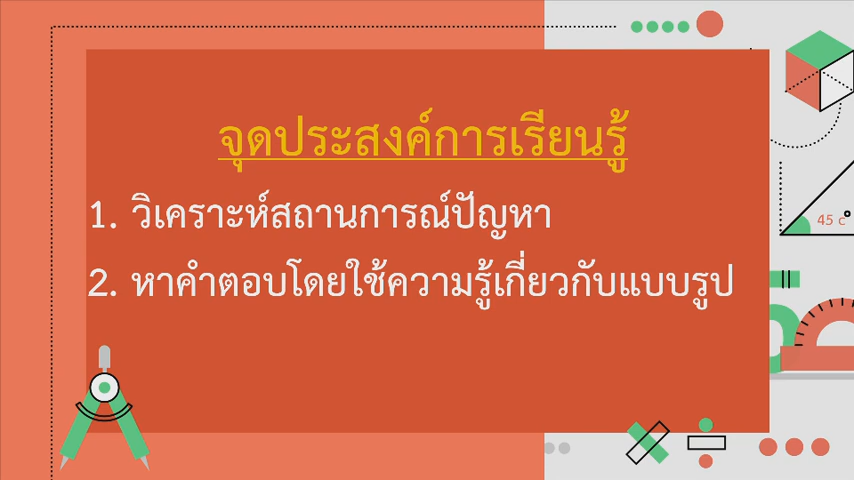 จุดประสงค์การเรียนรู้
1. วิเคราะห์สถานการณ์ปัญหา
2. หาคำตอบโดยใช้ความรู้เกี่ยวกับแบบรูป
45 c°